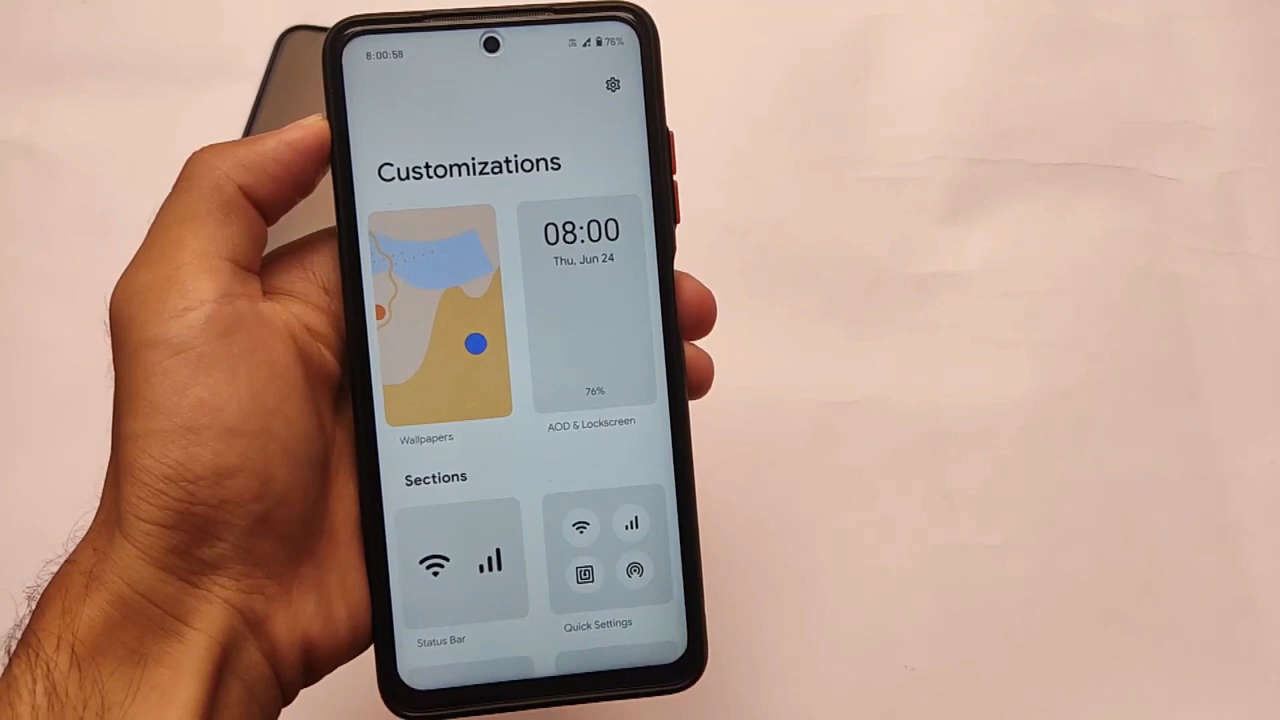 8:00:58
76%
Customizations
08:00
Thu, Jun 24
76%
Wallpapers
AOD & Lockscreen
Sections
Status Bar
Quick Settings